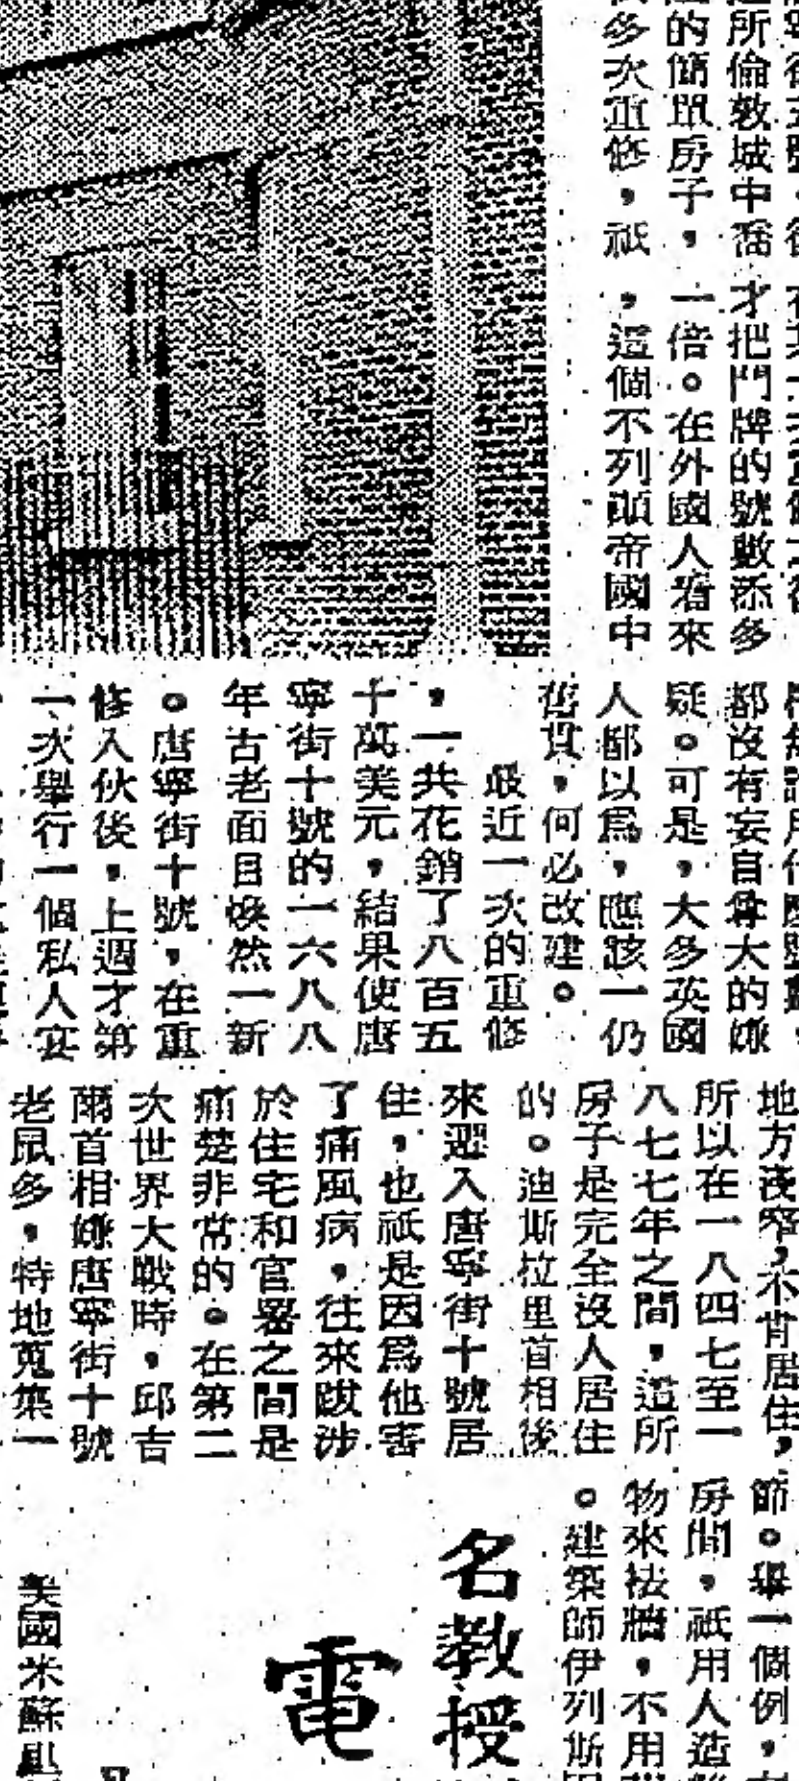 所倫敦城中喬
的簡單房子，
多次重修，祇
才把門牌的號數添多
一倍。在外國人看來
，這個不列顛帝國中
都沒有妄自尊大的嫌
疑。可是，大多英國
人都以爲，應該一仍
舊貫，何必改建。
最近一次的重修
，一共花銷了八百五
十萬美元，結果使唐
寧街十號的一六八八
年古老面目煥然一新
。唐寧街十號，在重
修入伙後，上週才第
一次舉行一個私人宴
地方淺窄，不肯居住，
所以在一八四七至一
八七七年之間，這所
房子是完全沒人居住
的。迪斯拉里首相後
來遷入唐寧街十號居
住，也祇是因爲他害
了痛風病，往來跋涉
於住宅和官署之間是
痛楚非常的。在第二
次世界大戰時，邱吉
爾首相嫌唐寧街十號
老鼠多，特地蒐集一
節。舉一個例，
房間，祇用人造
物來祛牆，不用
。建築師伊列斯
名教授
電
美國米蘇里